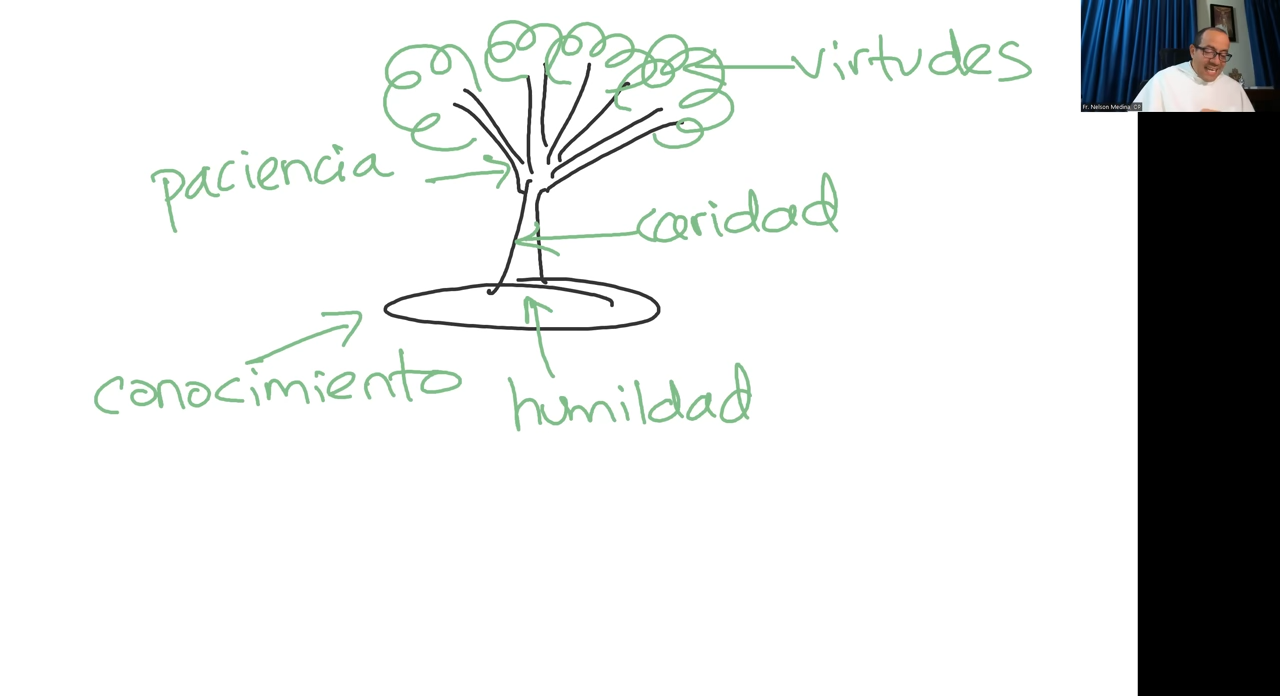 virtudes
Fr. Nelson Medina, OP
paciencia
caridad
conocimiento
humildad